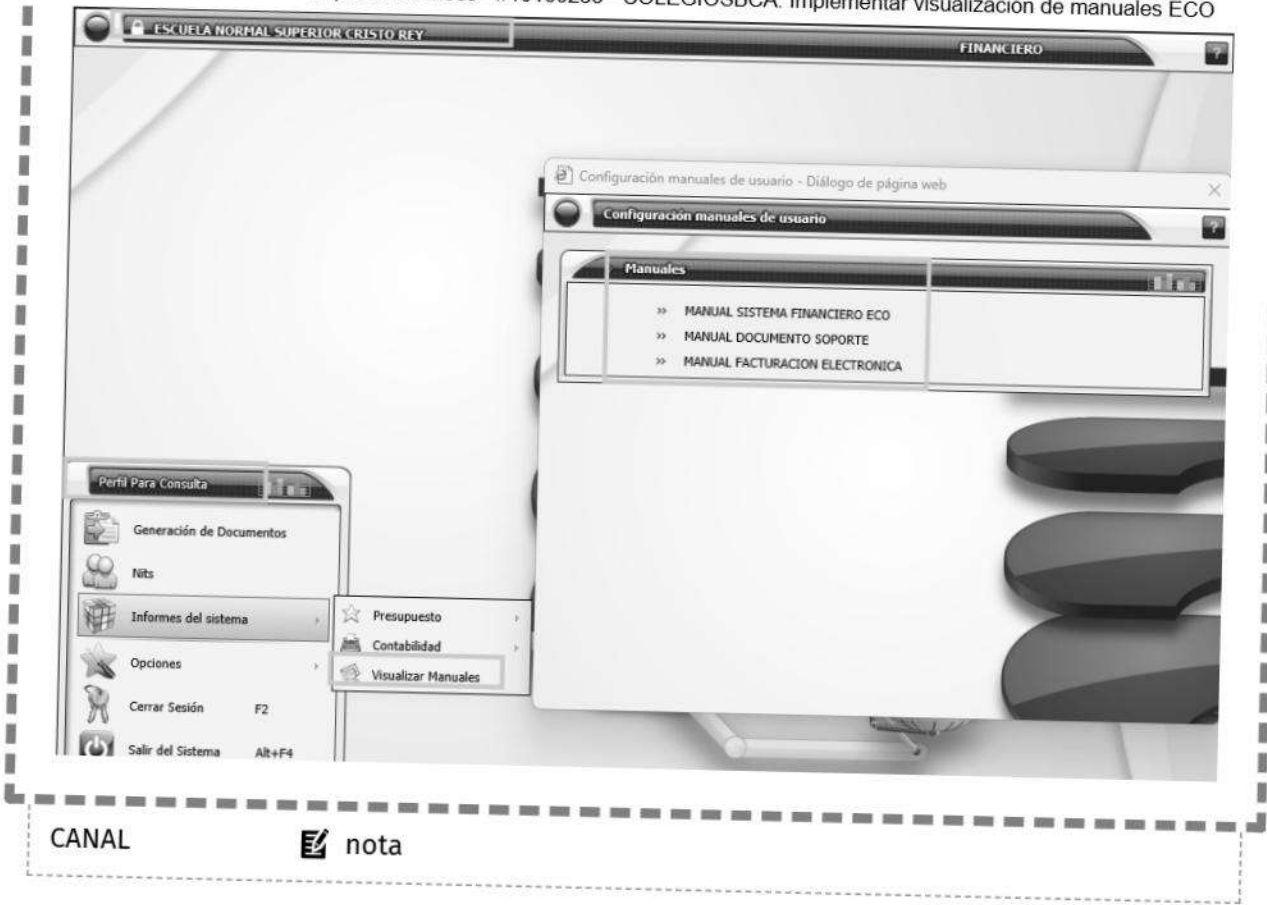 COLEGIOSBCA: Implementar visualización de manuales ECO
ESCUELA NORMAL SUPERIOR CRISTO REY
FINANCIERO
?
Configuración manuales de usuario - Diálogo de página web
Configuración manuales de usuario
?
Manuales
» MANUAL SISTEMA FINANCIERO ECO
» MANUAL DOCUMENTO SOPORTE
» MANUAL FACTURACION ELECTRONICA
Perfil Para Consulta
Generación de Documentos
Nits
Informes del sistema
Presupuesto
Contabilidad
Opciones
Visualizar Manuales
Cerrar Sesión F2
Salir del Sistema Alt+F4
CANAL nota